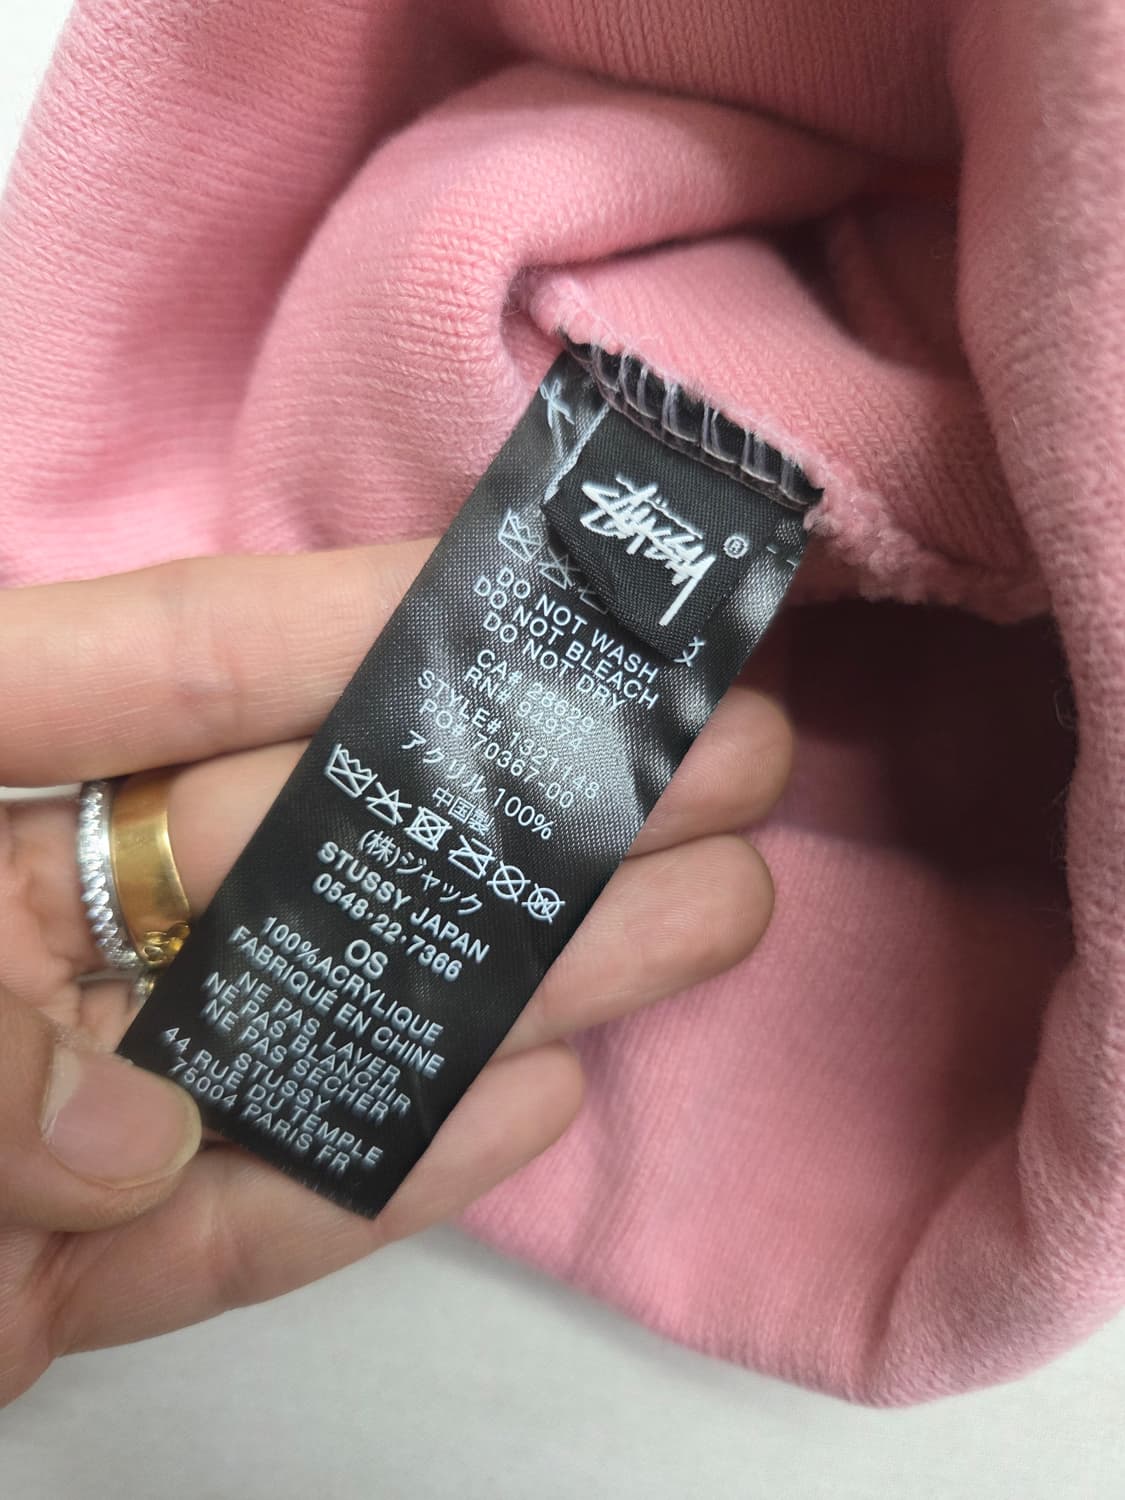 STÜSSY ®
DO NOT WASH
DO NOT BLEACH
DO NOT DRY
CA# 28629
RN# 94974
STYLE# 1321148
PO# 70367-00
アクリル 100%
中国製
(株)ジャック
STUSSY JAPAN
0548・22・7366
OS
100%ACRYLIQUE
FABRIQUÉ EN CHINE
NE PAS LAVER
NE PAS BLANCHIR
NE PAS SÉCHER
STUSSY
44 RUE DU TEMPLE
75004 PARIS FR